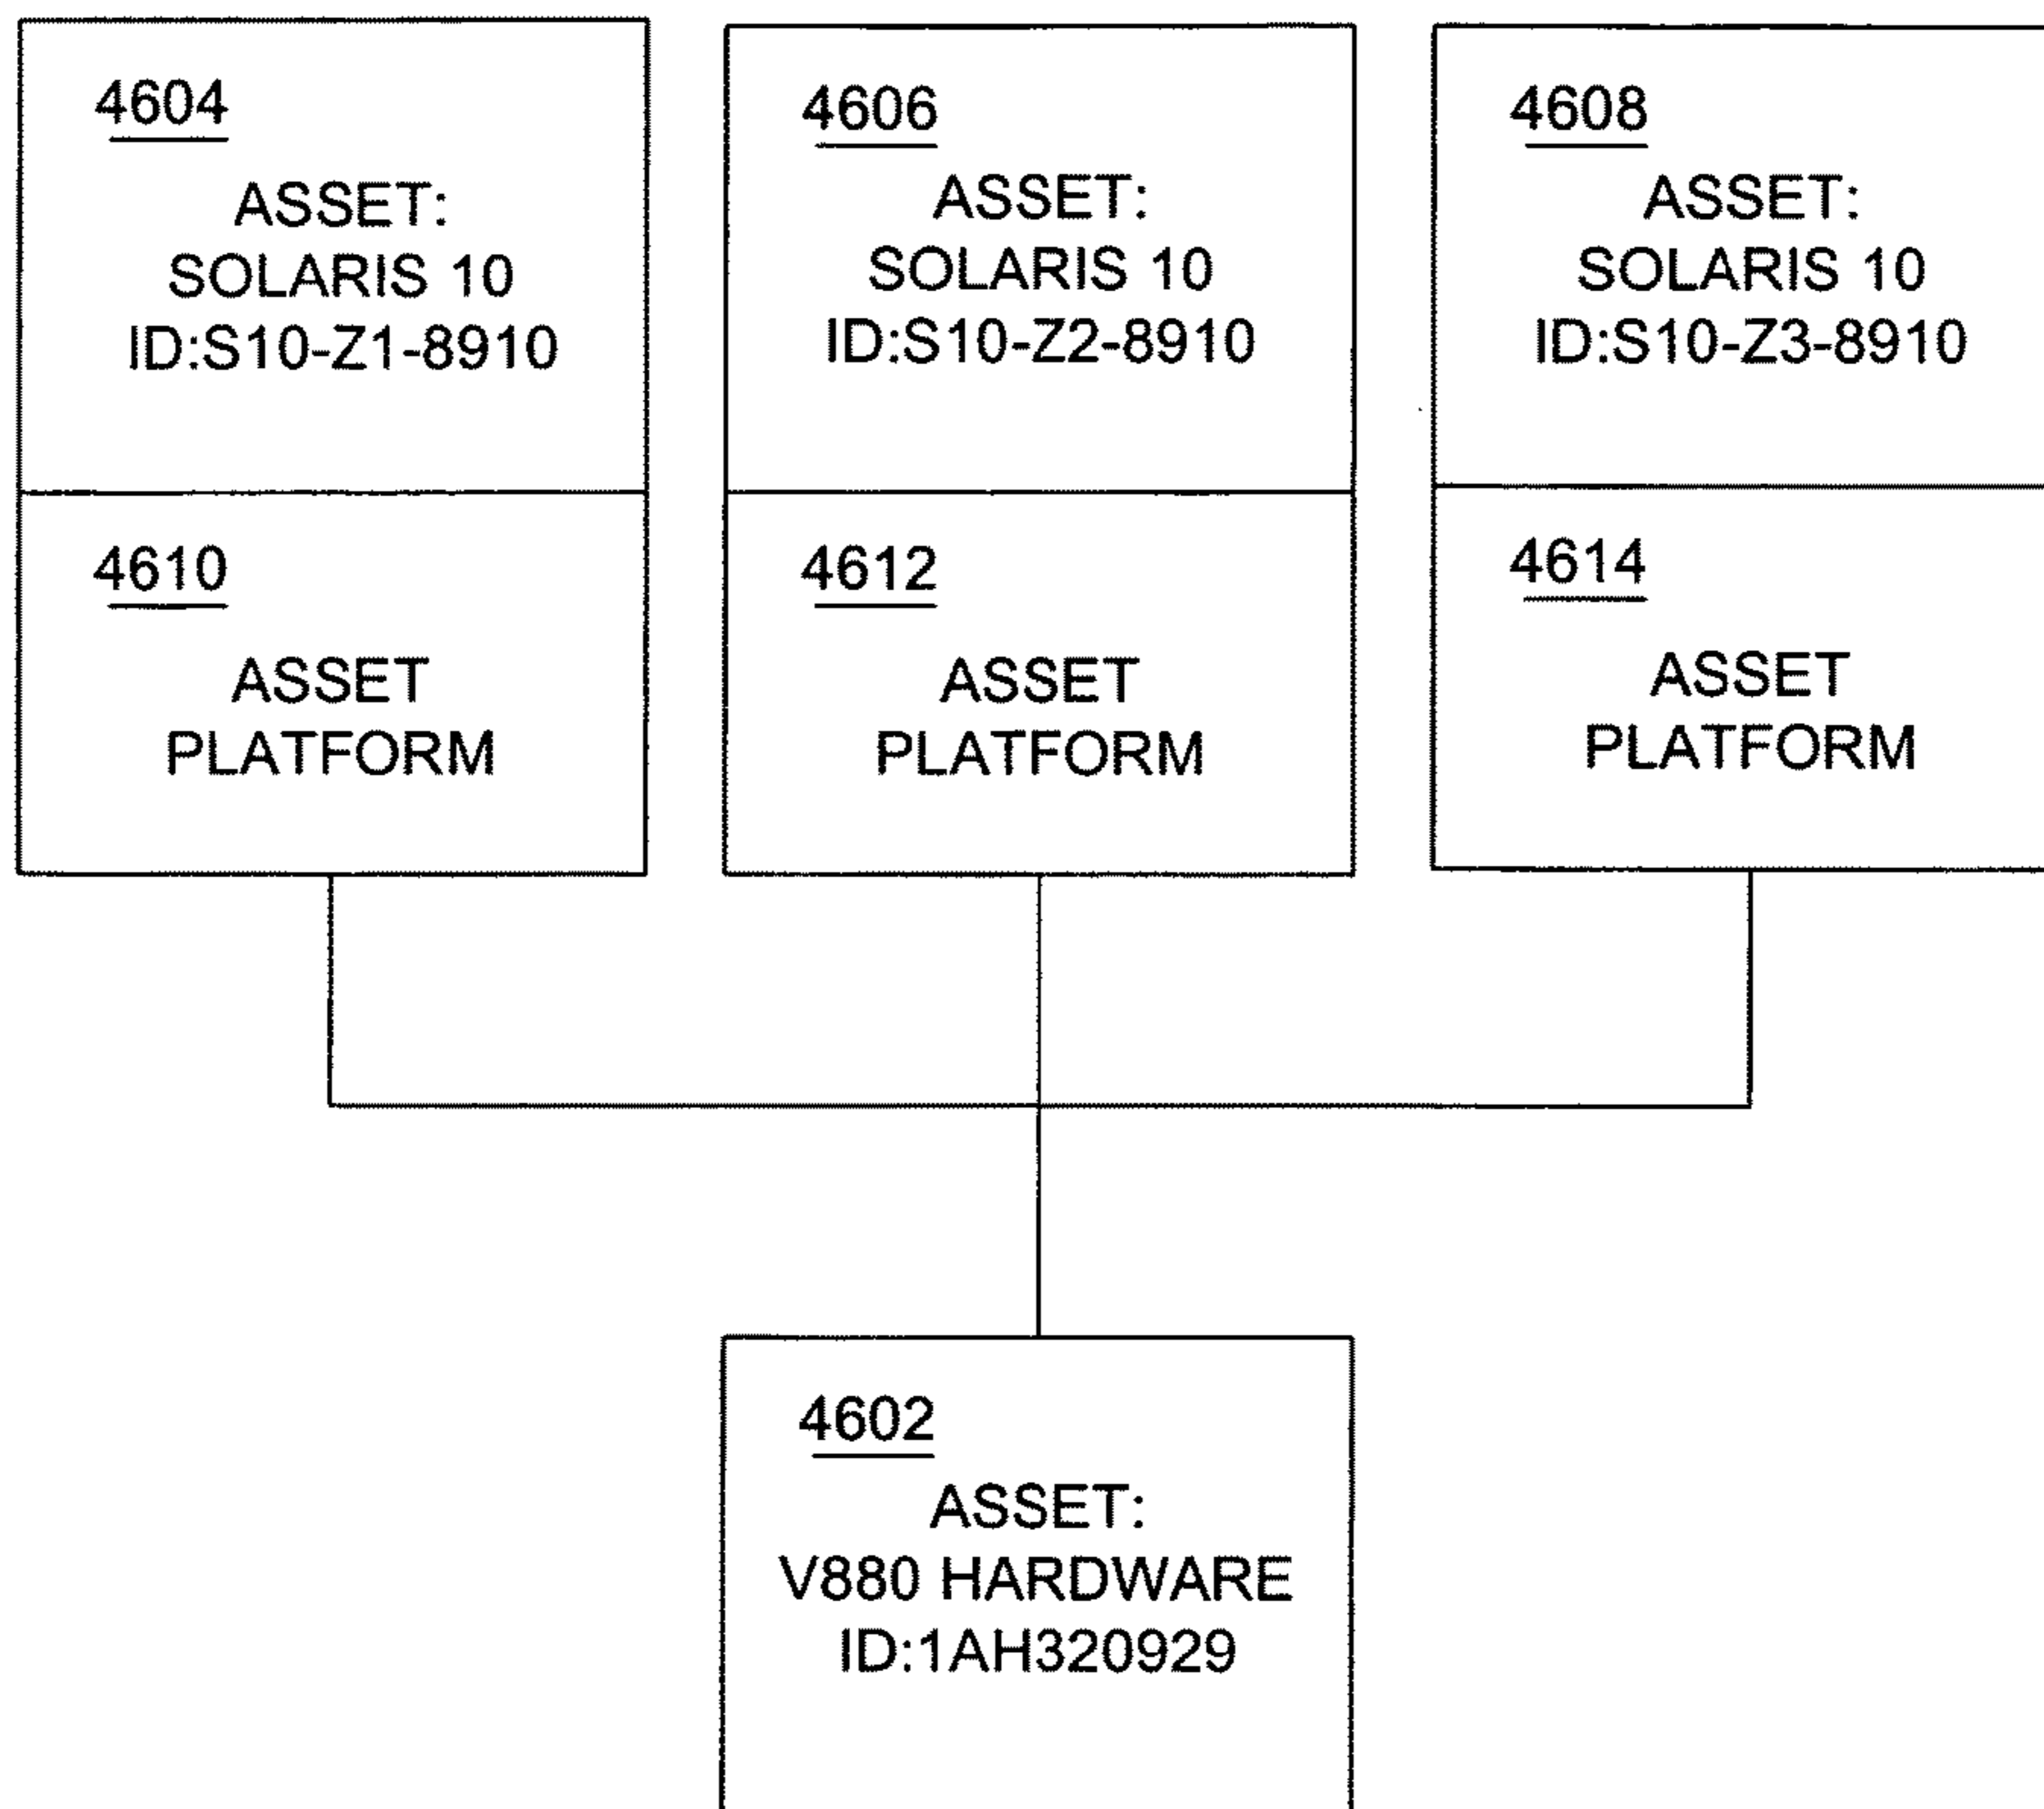 4604
ASSET:
SOLARIS 10
ID:S10-Z1-8910
4606
ASSET:
SOLARIS 10
ID:S10-Z2-8910
4608
ASSET:
SOLARIS 10
ID:S10-Z3-8910
4610
ASSET
PLATFORM
4612
ASSET
PLATFORM
4614
ASSET
PLATFORM
4602
ASSET:
V880 HARDWARE
ID:1AH320929